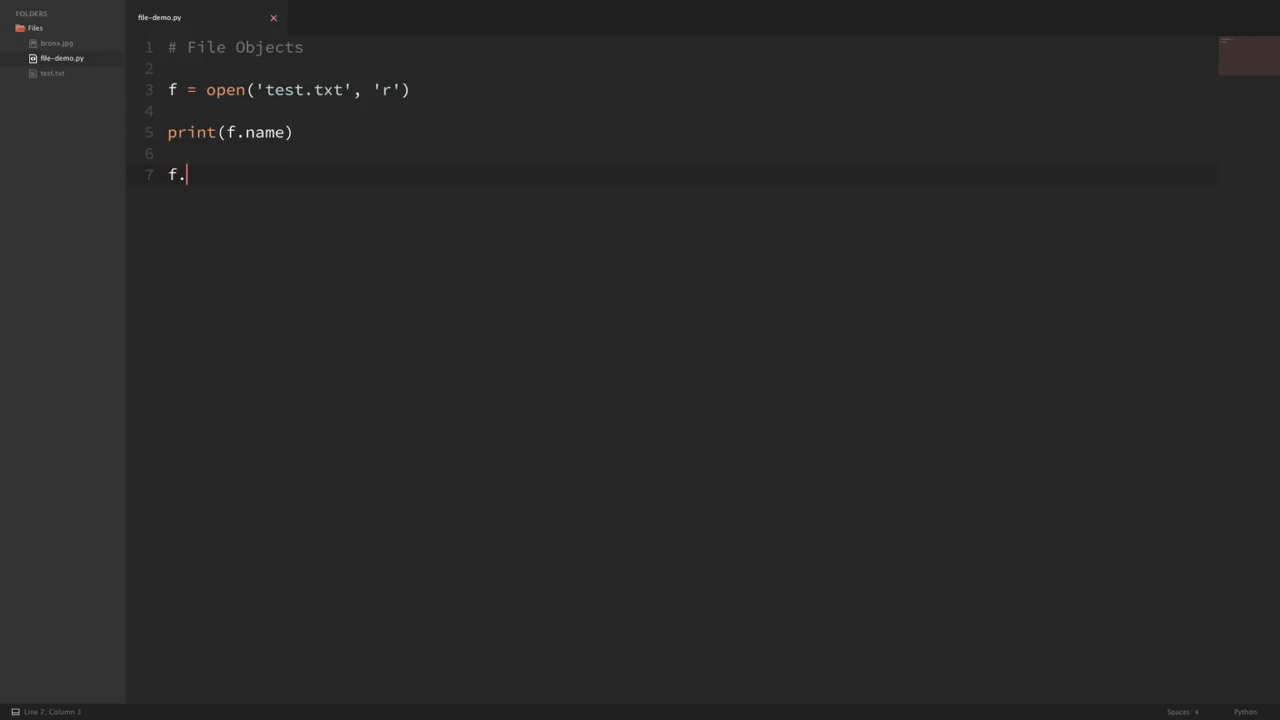 FOLDERS
Files
bronx.jpg
file-demo.py
test.txt
file-demo.py
1 # File Objects
2
3 f = open('test.txt', 'r')
4
5 print(f.name)
6
7 f.
Line 7, Column 3
Spaces: 4
Python